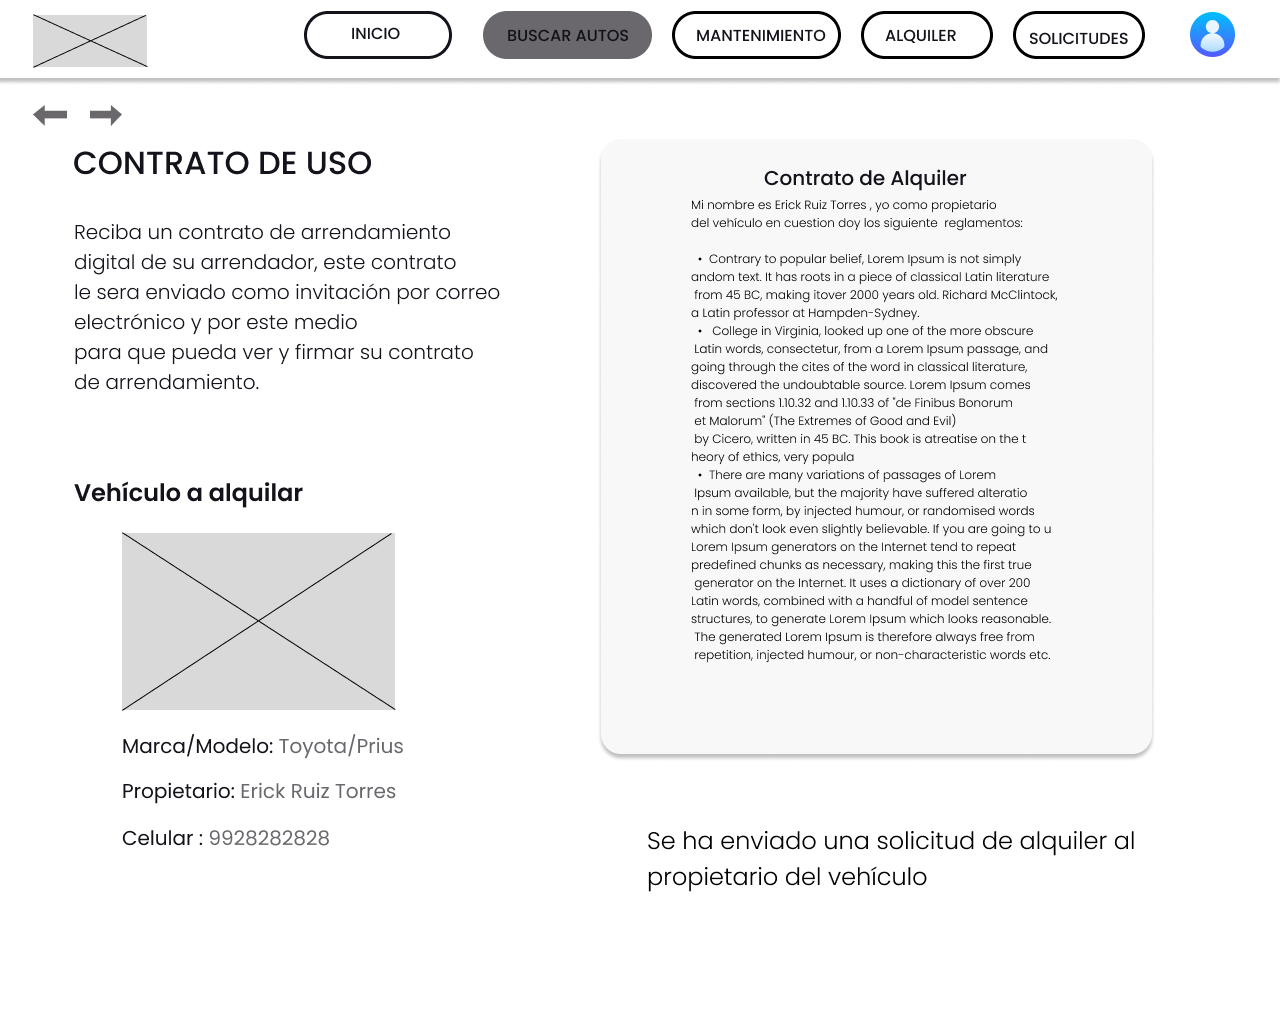 INICIO
BUSCAR AUTOS
MANTENIMIENTO
ALQUILER
SOLICITUDES
CONTRATO DE USO
Reciba un contrato de arrendamiento
digital de su arrendador, este contrato
le sera enviado como invitación por correo
electrónico y por este medio
para que pueda ver y firmar su contrato
de arrendamiento.
Vehículo a alquilar
Marca/Modelo: Toyota/Prius
Propietario: Erick Ruiz Torres
Celular : 9928282828
Contrato de Alquiler
Mi nombre es Erick Ruiz Torres , yo como propietario
del vehículo en cuestion doy los siguiente  reglamentos:
• Contrary to popular belief, Lorem Ipsum is not simply
andom text. It has roots in a piece of classical Latin literature
from 45 BC, making itover 2000 years old. Richard McClintock,
a Latin professor at Hampden-Sydney.
•  College in Virginia, looked up one of the more obscure
Latin words, consectetur, from a Lorem Ipsum passage, and
going through the cites of the word in classical literature,
discovered the undoubtable source. Lorem Ipsum comes
from sections 1.10.32 and 1.10.33 of "de Finibus Bonorum
et Malorum" (The Extremes of Good and Evil)
by Cicero, written in 45 BC. This book is atreatise on the t
heory of ethics, very popula
• There are many variations of passages of Lorem
Ipsum available, but the majority have suffered alteratio
n in some form, by injected humour, or randomised words
which don't look even slightly believable. If you are going to u
Lorem Ipsum generators on the Internet tend to repeat
predefined chunks as necessary, making this the first true
generator on the Internet. It uses a dictionary of over 200
Latin words, combined with a handful of model sentence
structures, to generate Lorem Ipsum which looks reasonable.
The generated Lorem Ipsum is therefore always free from
repetition, injected humour, or non-characteristic words etc.
Se ha enviado una solicitud de alquiler al
propietario del vehículo